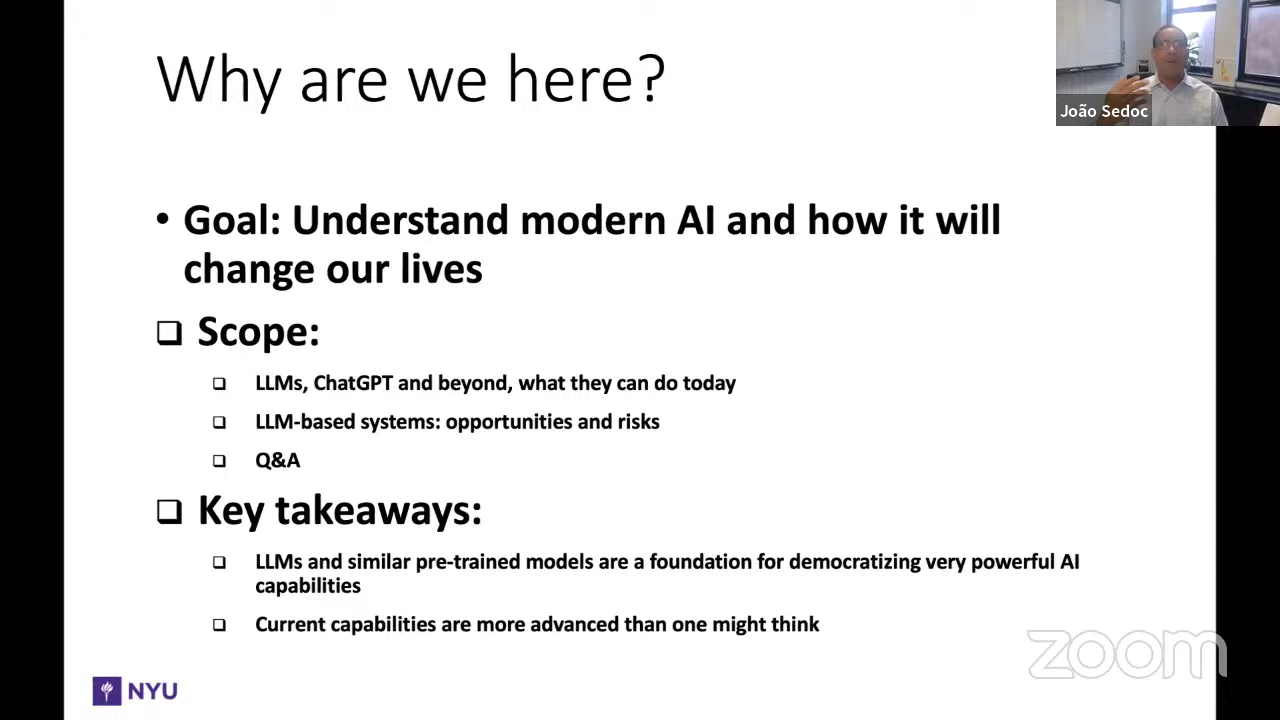 Why are we here?
João Sedoc
• Goal: Understand modern AI and how it will
change our lives
❑ Scope:
❑ LLMs, ChatGPT and beyond, what they can do today
❑ LLM-based systems: opportunities and risks
❑ Q&A
❑ Key takeaways:
❑ LLMs and similar pre-trained models are a foundation for democratizing very powerful AI
capabilities
❑ Current capabilities are more advanced than one might think
zoom
NYU